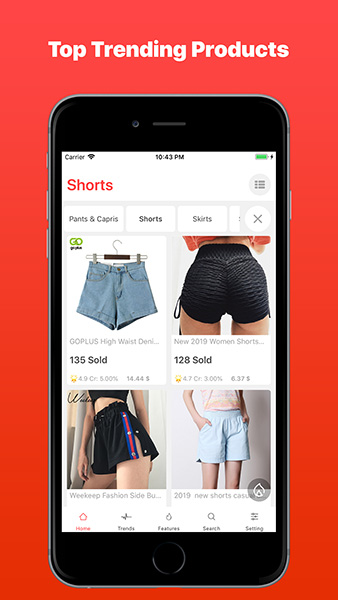 Top Trending Products
Carrier
10:43 PM
Shorts
Pants & Capris
Shorts
Skirts
S
GO
goplus
GOPLUS High Waist Deni...
135 Sold
4.9 Cr: 5.00%
14.44 $
New 2019 Women Shorts...
128 Sold
4.7 Cr: 3.00%
6.37 $
Weekeep Fashion Side Bu...
2019 new shorts casu
Home
Trends
Features
Search
Setting